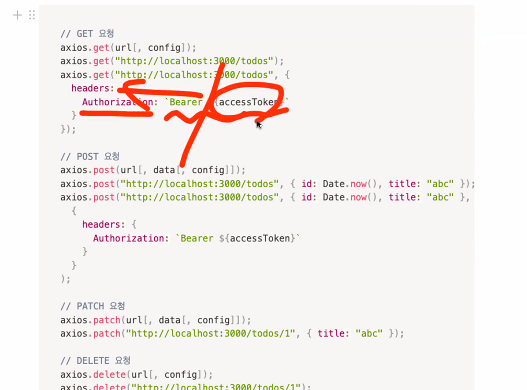 // GET 요청
axios.get(url[, config]);
axios.get("http://localhost:3000/todos");
axios.get("http://localhost:3000/todos", {
headers: {
Authorization: `Bearer ${accessToken}`
}
});
// POST 요청
axios.post(url[, data[, config]]);
axios.post("http://localhost:3000/todos", { id: Date.now(), title: "abc" });
axios.post("http://localhost:3000/todos", { id: Date.now(), title: "abc" },
{
headers: {
Authorization: `Bearer ${accessToken}`
}
}
);
// PATCH 요청
axios.patch(url[, data[, config]]);
axios.patch("http://localhost:3000/todos/1", { title: "abc" });
// DELETE 요청
axios.delete(url[, config]);
axios.delete("http://localhost:3000/todos/1");